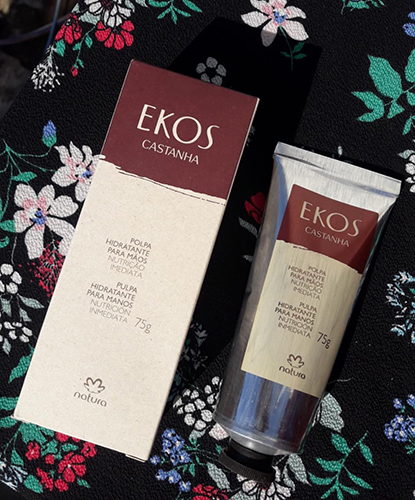 EKOS
CASTANHA
POLPA
HIDRATANTE
PARA MÃOS
NUTRIÇÃO
IMEDIATA
PULPA
HIDRATANTE
PARA MANOS
NUTRICIÓN
INMEDIATA 75g
natura
EKOS
CASTANHA
POLPA
HIDRATANTE
PARA MÃOS
NUTRIÇÃO
IMEDIATA
PULPA
HIDRATANTE
PARA MANOS
NUTRICIÓN
INMEDIATA 75g
natura